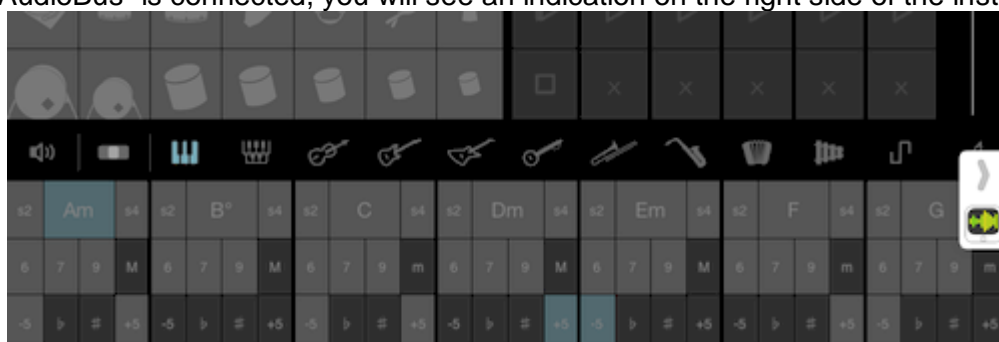 AudioBus" is connected, you will see an indication on the right side of the inst
s2 Am s4 s2 B° s4 s2 C s4 s2 Dm s4 s2 Em s4 s2 F s4 s2 G
6 7 9 M 6 7 9 M 6 7 9 m 6 7 9 M 6 7 9 M 6 7 9 m 6 7 9 m
-5 ♭ ♯ +5 -5 ♭ ♯ +5 -5 ♭ ♯ +5 -5 ♭ ♯ +5 -5 ♭ ♯ +5 -5 ♭ ♯ +5 -5 ♭ ♯ +5